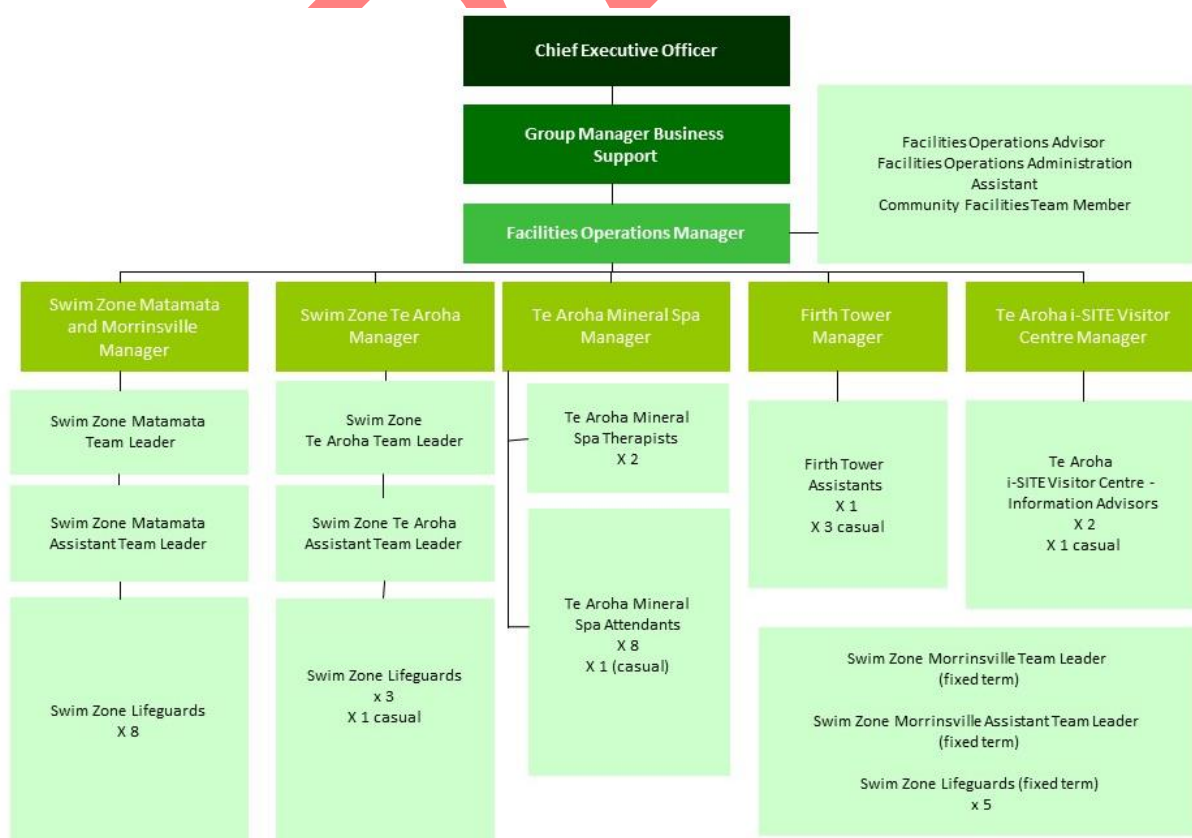 Chief Executive Officer
Group Manager Business
Support
Facilities Operations Advisor
Facilities Operations Administration
Assistant
Community Facilities Team Member
Facilities Operations Manager
Swim Zone Matamata
and Morrinsville
Manager
Swim Zone Te Aroha
Manager
Te Aroha Mineral Spa
Manager
Firth Tower
Manager
Te Aroha i-SITE Visitor
Centre Manager
Swim Zone Matamata
Team Leader
Swim Zone Matamata
Assistant Team Leader
Swim Zone Lifeguards
X 8
Swim Zone
Te Aroha Team Leader
Swim Zone Te Aroha
Assistant Team Leader
Swim Zone Lifeguards
x 3
X 1 casual
Te Aroha Mineral
Spa Therapists
X 2
Te Aroha Mineral
Spa Attendants
X 8
X 1 (casual)
Firth Tower
Assistants
X 1
X 3 casual
Te Aroha
i-SITE Visitor Centre -
Information Advisors
X 2
X 1 casual
Swim Zone Morrinsville Team Leader
(fixed term)
Swim Zone Morrinsville Assistant Team Leader
(fixed term)
Swim Zone Lifeguards (fixed term)
x 5